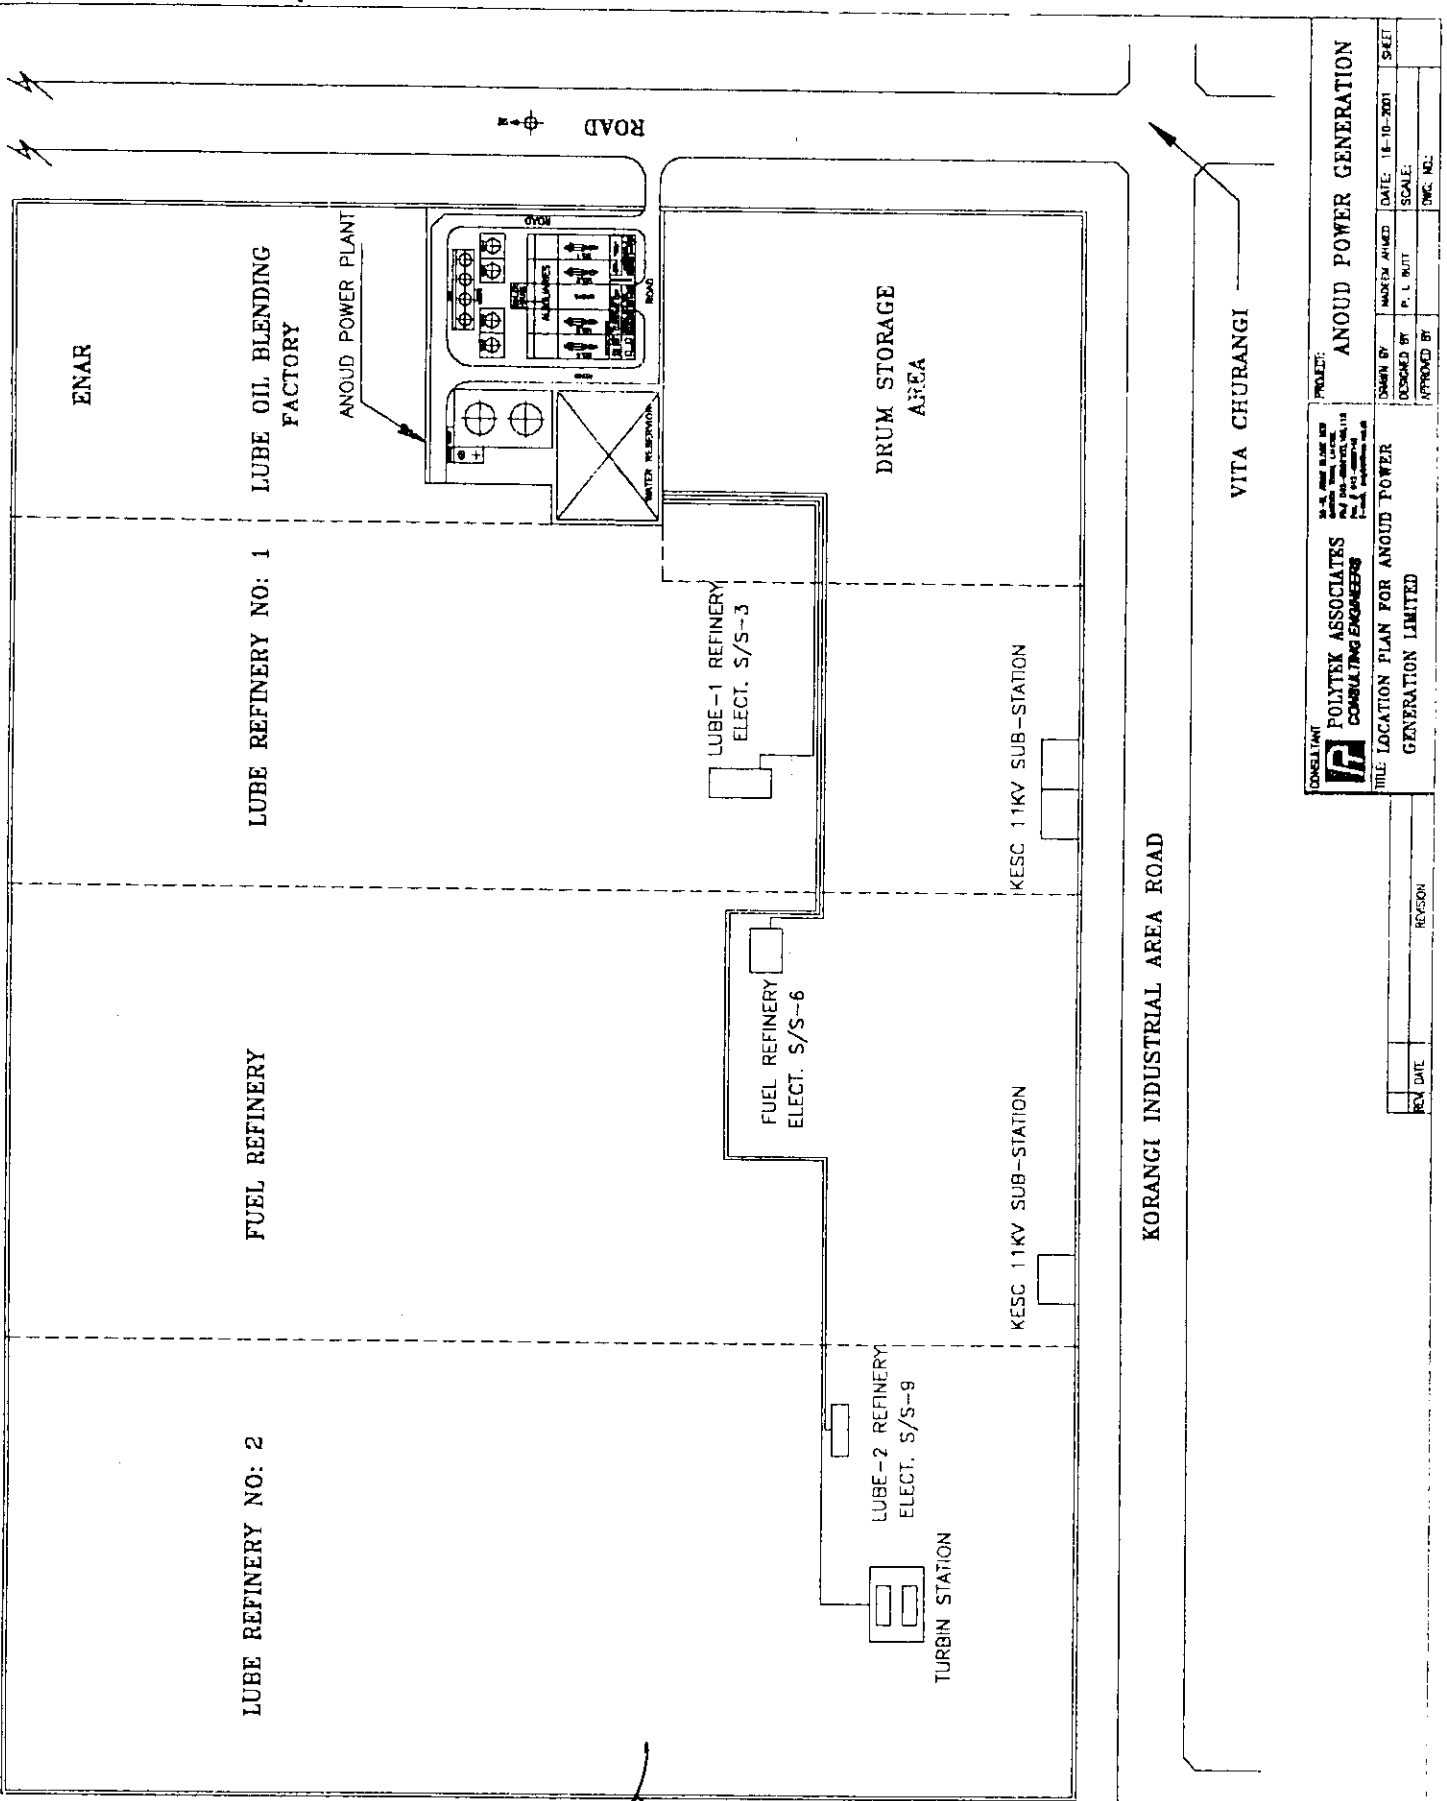 ENAR
LUBE REFINERY NO: 2
FUEL REFINERY
LUBE REFINERY NO: 1
LUBE OIL BLENDING
FACTORY
ANOUD POWER PLANT
ROAD
N
ROAD
AUXILIARIES
ROAD
WATER RESERVIOR
DRUM STORAGE
AREA
LUBE-1 REFINERY
ELECT. S/S-3
FUEL REFINERY
ELECT. S/S-6
LUBE-2 REFINERY
ELECT. S/S-9
TURBIN STATION
KESC 11KV SUB-STATION
KESC 11KV SUB-STATION
KORANGI INDUSTRIAL AREA ROAD
VITA CHURANGI
REV. DATE REVISION
CONSULTANT
POLYTEK ASSOCIATES
CONSULTING ENGINEERS
PROJECT:
ANOUD POWER GENERATION
TITLE: LOCATION PLAN FOR ANOUD POWER
GENERATION LIMITED
DRAWN BY NADEEM AHMED DATE: 16-10-2001 SHEET
DESIGNED BY P. L. BUTT SCALE:
APPROVED BY DWG. NO.: